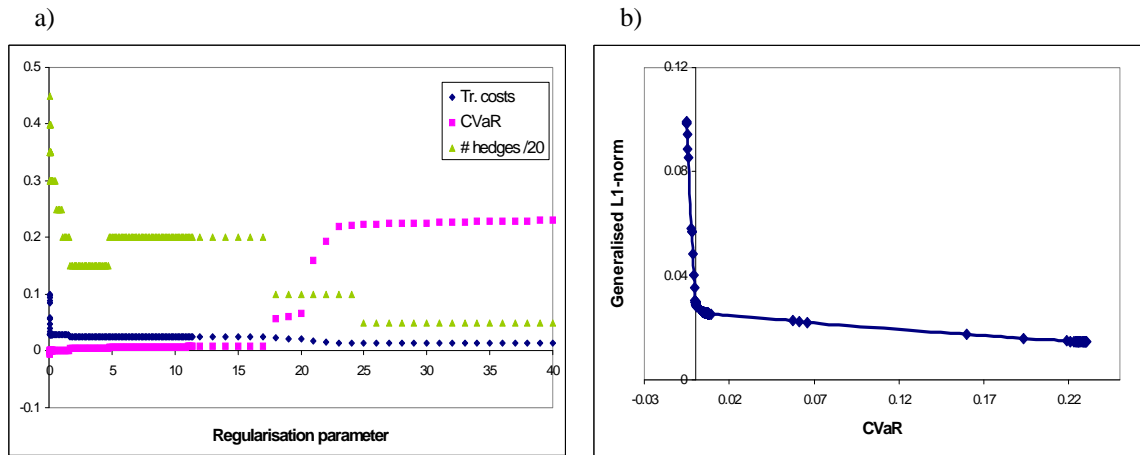 a)
b)
0.5
0.4
0.3
0.2
0.1
0
-0.1
0 5 10 15 20 25 30 35 40
Regularisation parameter
Tr. costs
CVaR
# hedges /20
0.12
0.08
0.04
0
-0.03 0.02 0.07 0.12 0.17 0.22
Generalised L1-norm
CVaR